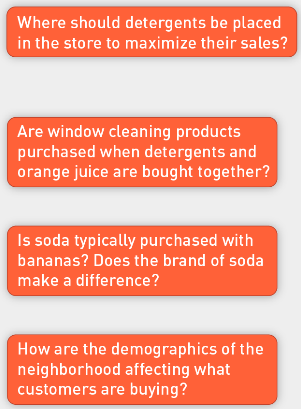 Where should detergents be placed
in the store to maximize their sales?
Are window cleaning products
purchased when detergents and
orange juice are bought together?
Is soda typically purchased with
bananas? Does the brand of soda
make a difference?
How are the demographics of the
neighborhood affecting what
customers are buying?